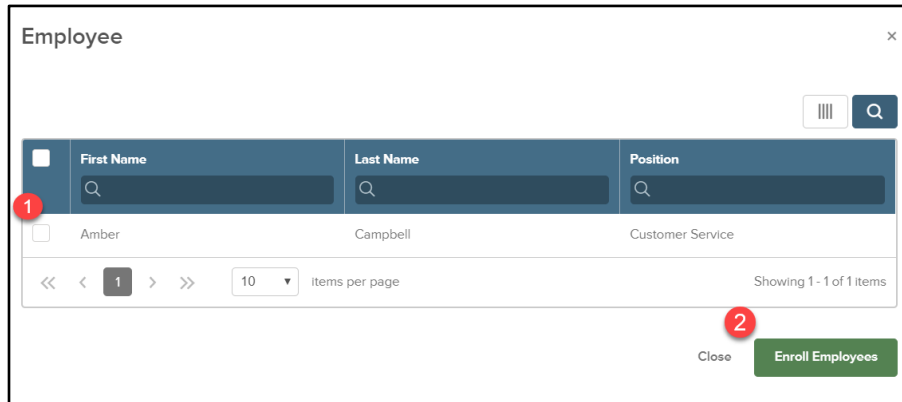 Employee
×
First Name Last Name Position
1
Amber Campbell Customer Service
1 10 items per page Showing 1 - 1 of 1 items
2
Close Enroll Employees